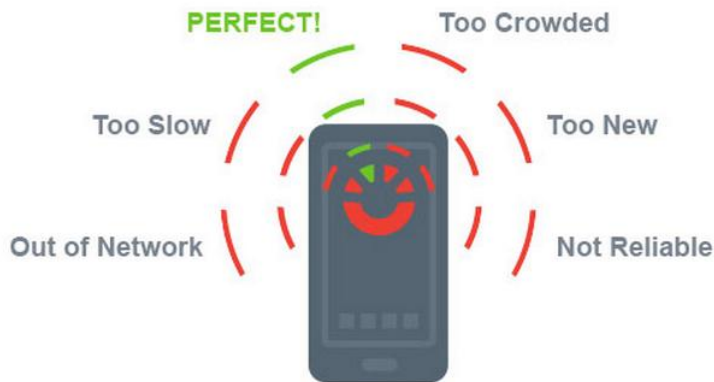 PERFECT!
Too Crowded
Too Slow
Too New
Out of Network
Not Reliable